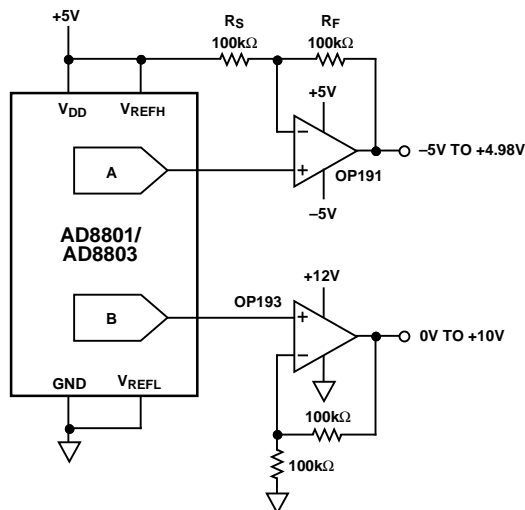 +5V
RS
100kΩ
RF
100kΩ
VDD
VREFH
+5V
−
+
–5V TO +4.98V
OP191
–5V
A
AD8801/
AD8803
B
OP193
+12V
+
−
0V TO +10V
GND
VREFL
100kΩ
100kΩ